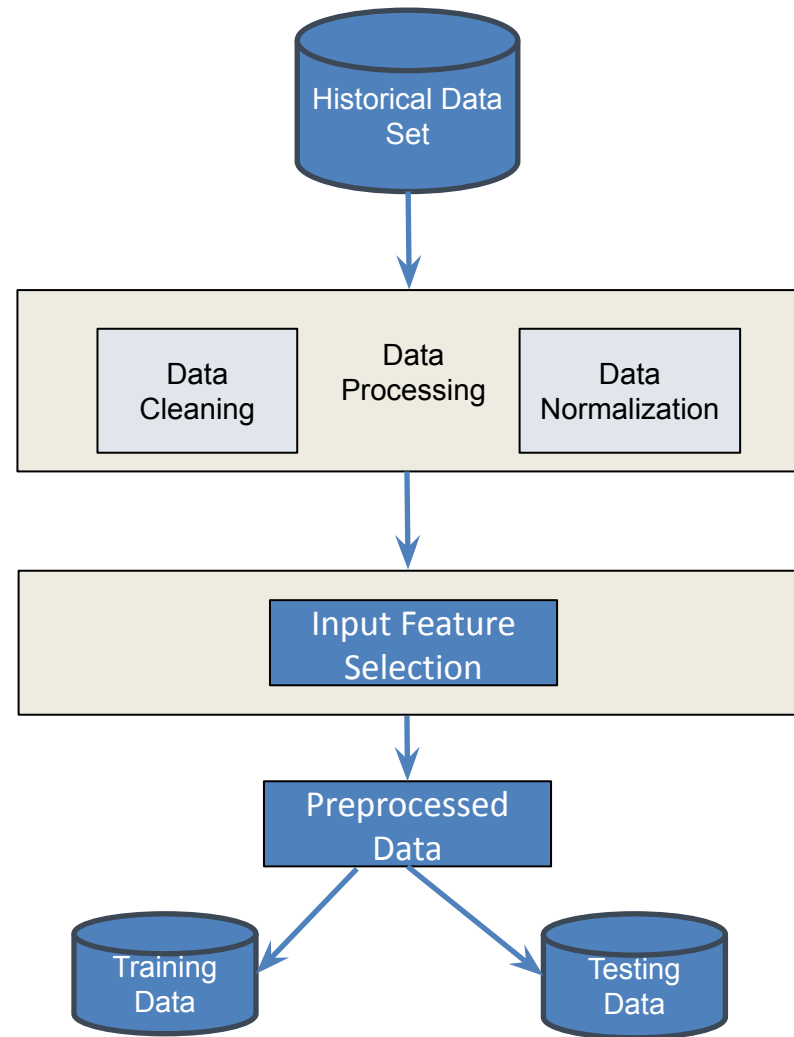 Historical Data
Set
Data
Cleaning
Data
Processing
Data
Normalization
Input Feature
Selection
Preprocessed
Data
Training
Data
Testing
Data